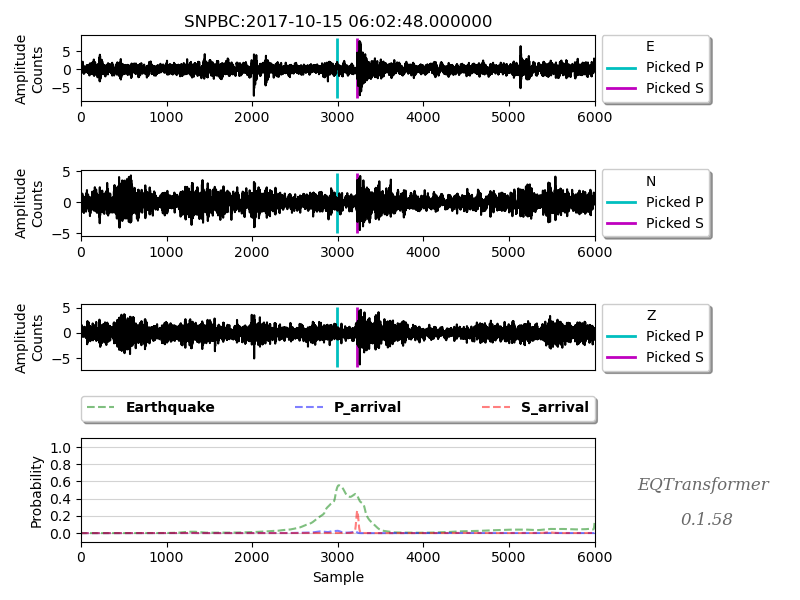 SNPBC:2017-10-15 06:02:48.000000
Amplitude
Counts
5
0
−5
0 1000 2000 3000 4000 5000 6000
E
Picked P
Picked S
Amplitude
Counts
5
0
−5
0 1000 2000 3000 4000 5000 6000
N
Picked P
Picked S
Amplitude
Counts
5
0
−5
0 1000 2000 3000 4000 5000 6000
Z
Picked P
Picked S
Earthquake P_arrival S_arrival
Probability
1.0
0.8
0.6
0.4
0.2
0.0
0 1000 2000 3000 4000 5000 6000
Sample
EQTransformer
0.1.58